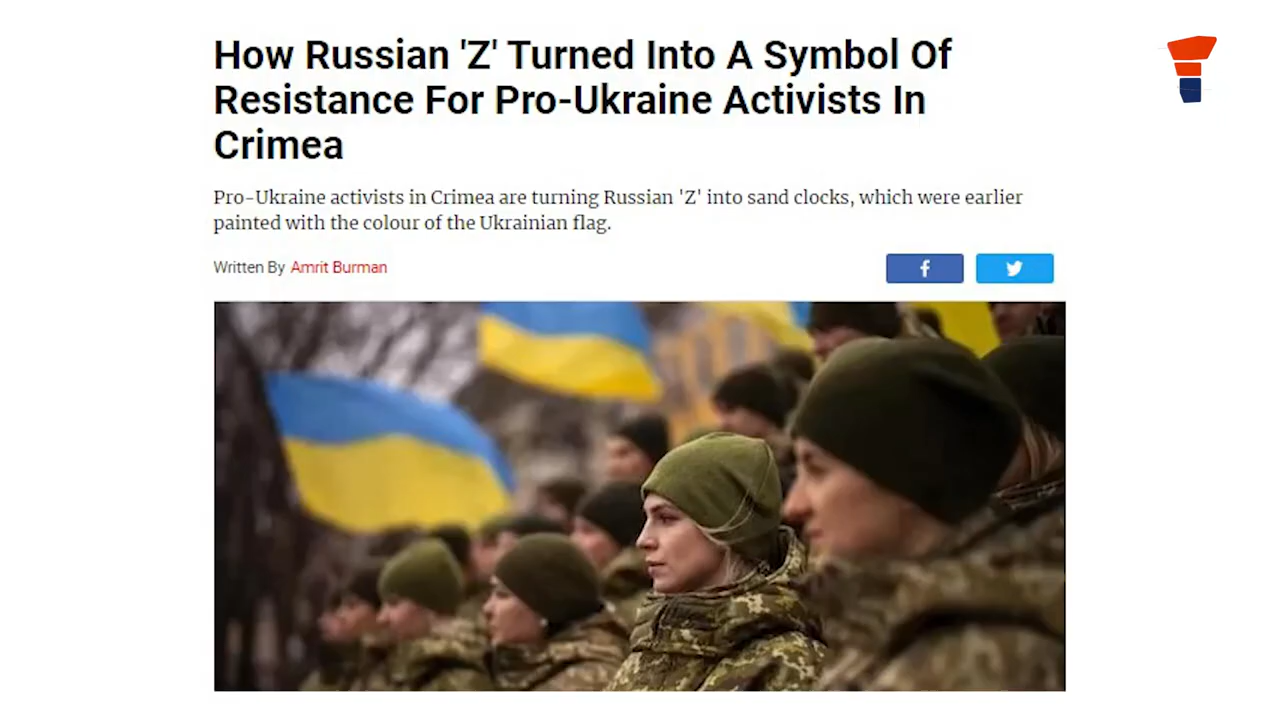 How Russian 'Z' Turned Into A Symbol Of
Resistance For Pro-Ukraine Activists In
Crimea
Pro-Ukraine activists in Crimea are turning Russian 'Z' into sand clocks, which were earlier
painted with the colour of the Ukrainian flag.
Written By Amrit Burman